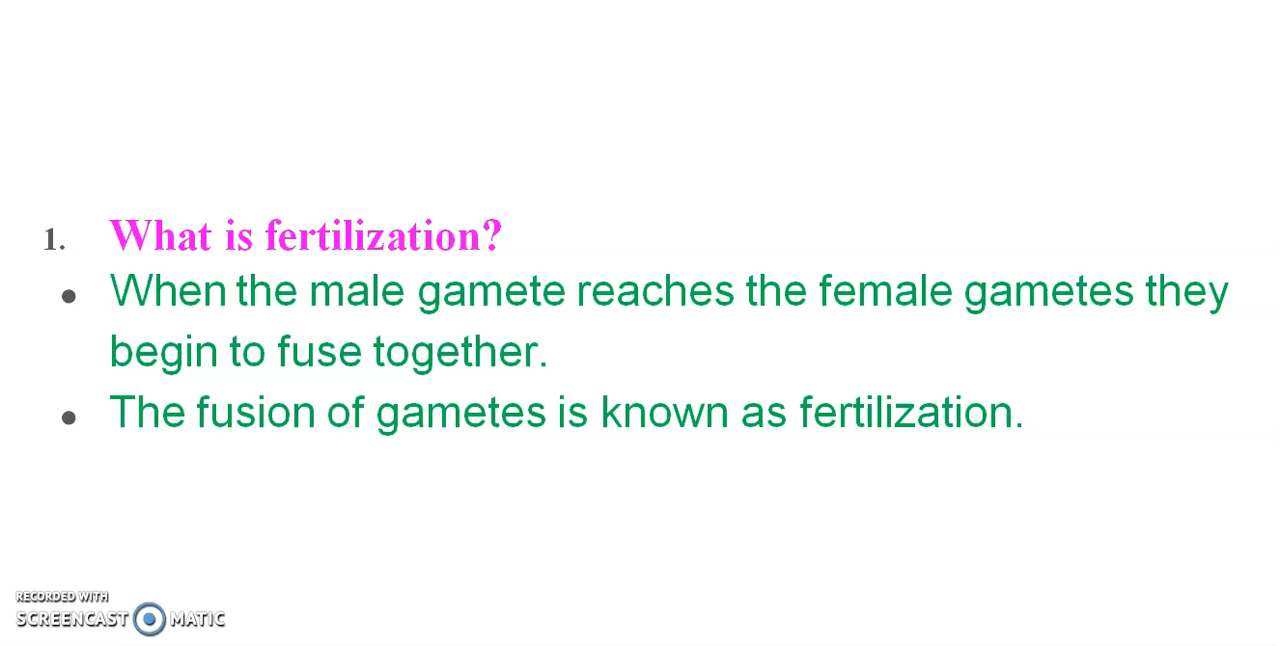 1. What is fertilization?
● When the male gamete reaches the female gametes they
begin to fuse together.
● The fusion of gametes is known as fertilization.
RECORDED WITH
SCREENCAST MATIC